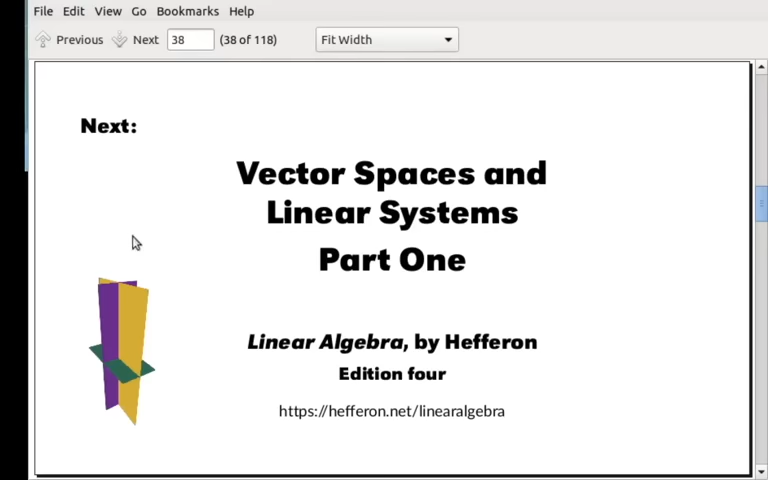 File Edit View Go Bookmarks Help
Previous Next 38 (38 of 118) Fit Width
Next:
Vector Spaces and
Linear Systems
Part One
Linear Algebra, by Hefferon
Edition four
https://hefferon.net/linearalgebra